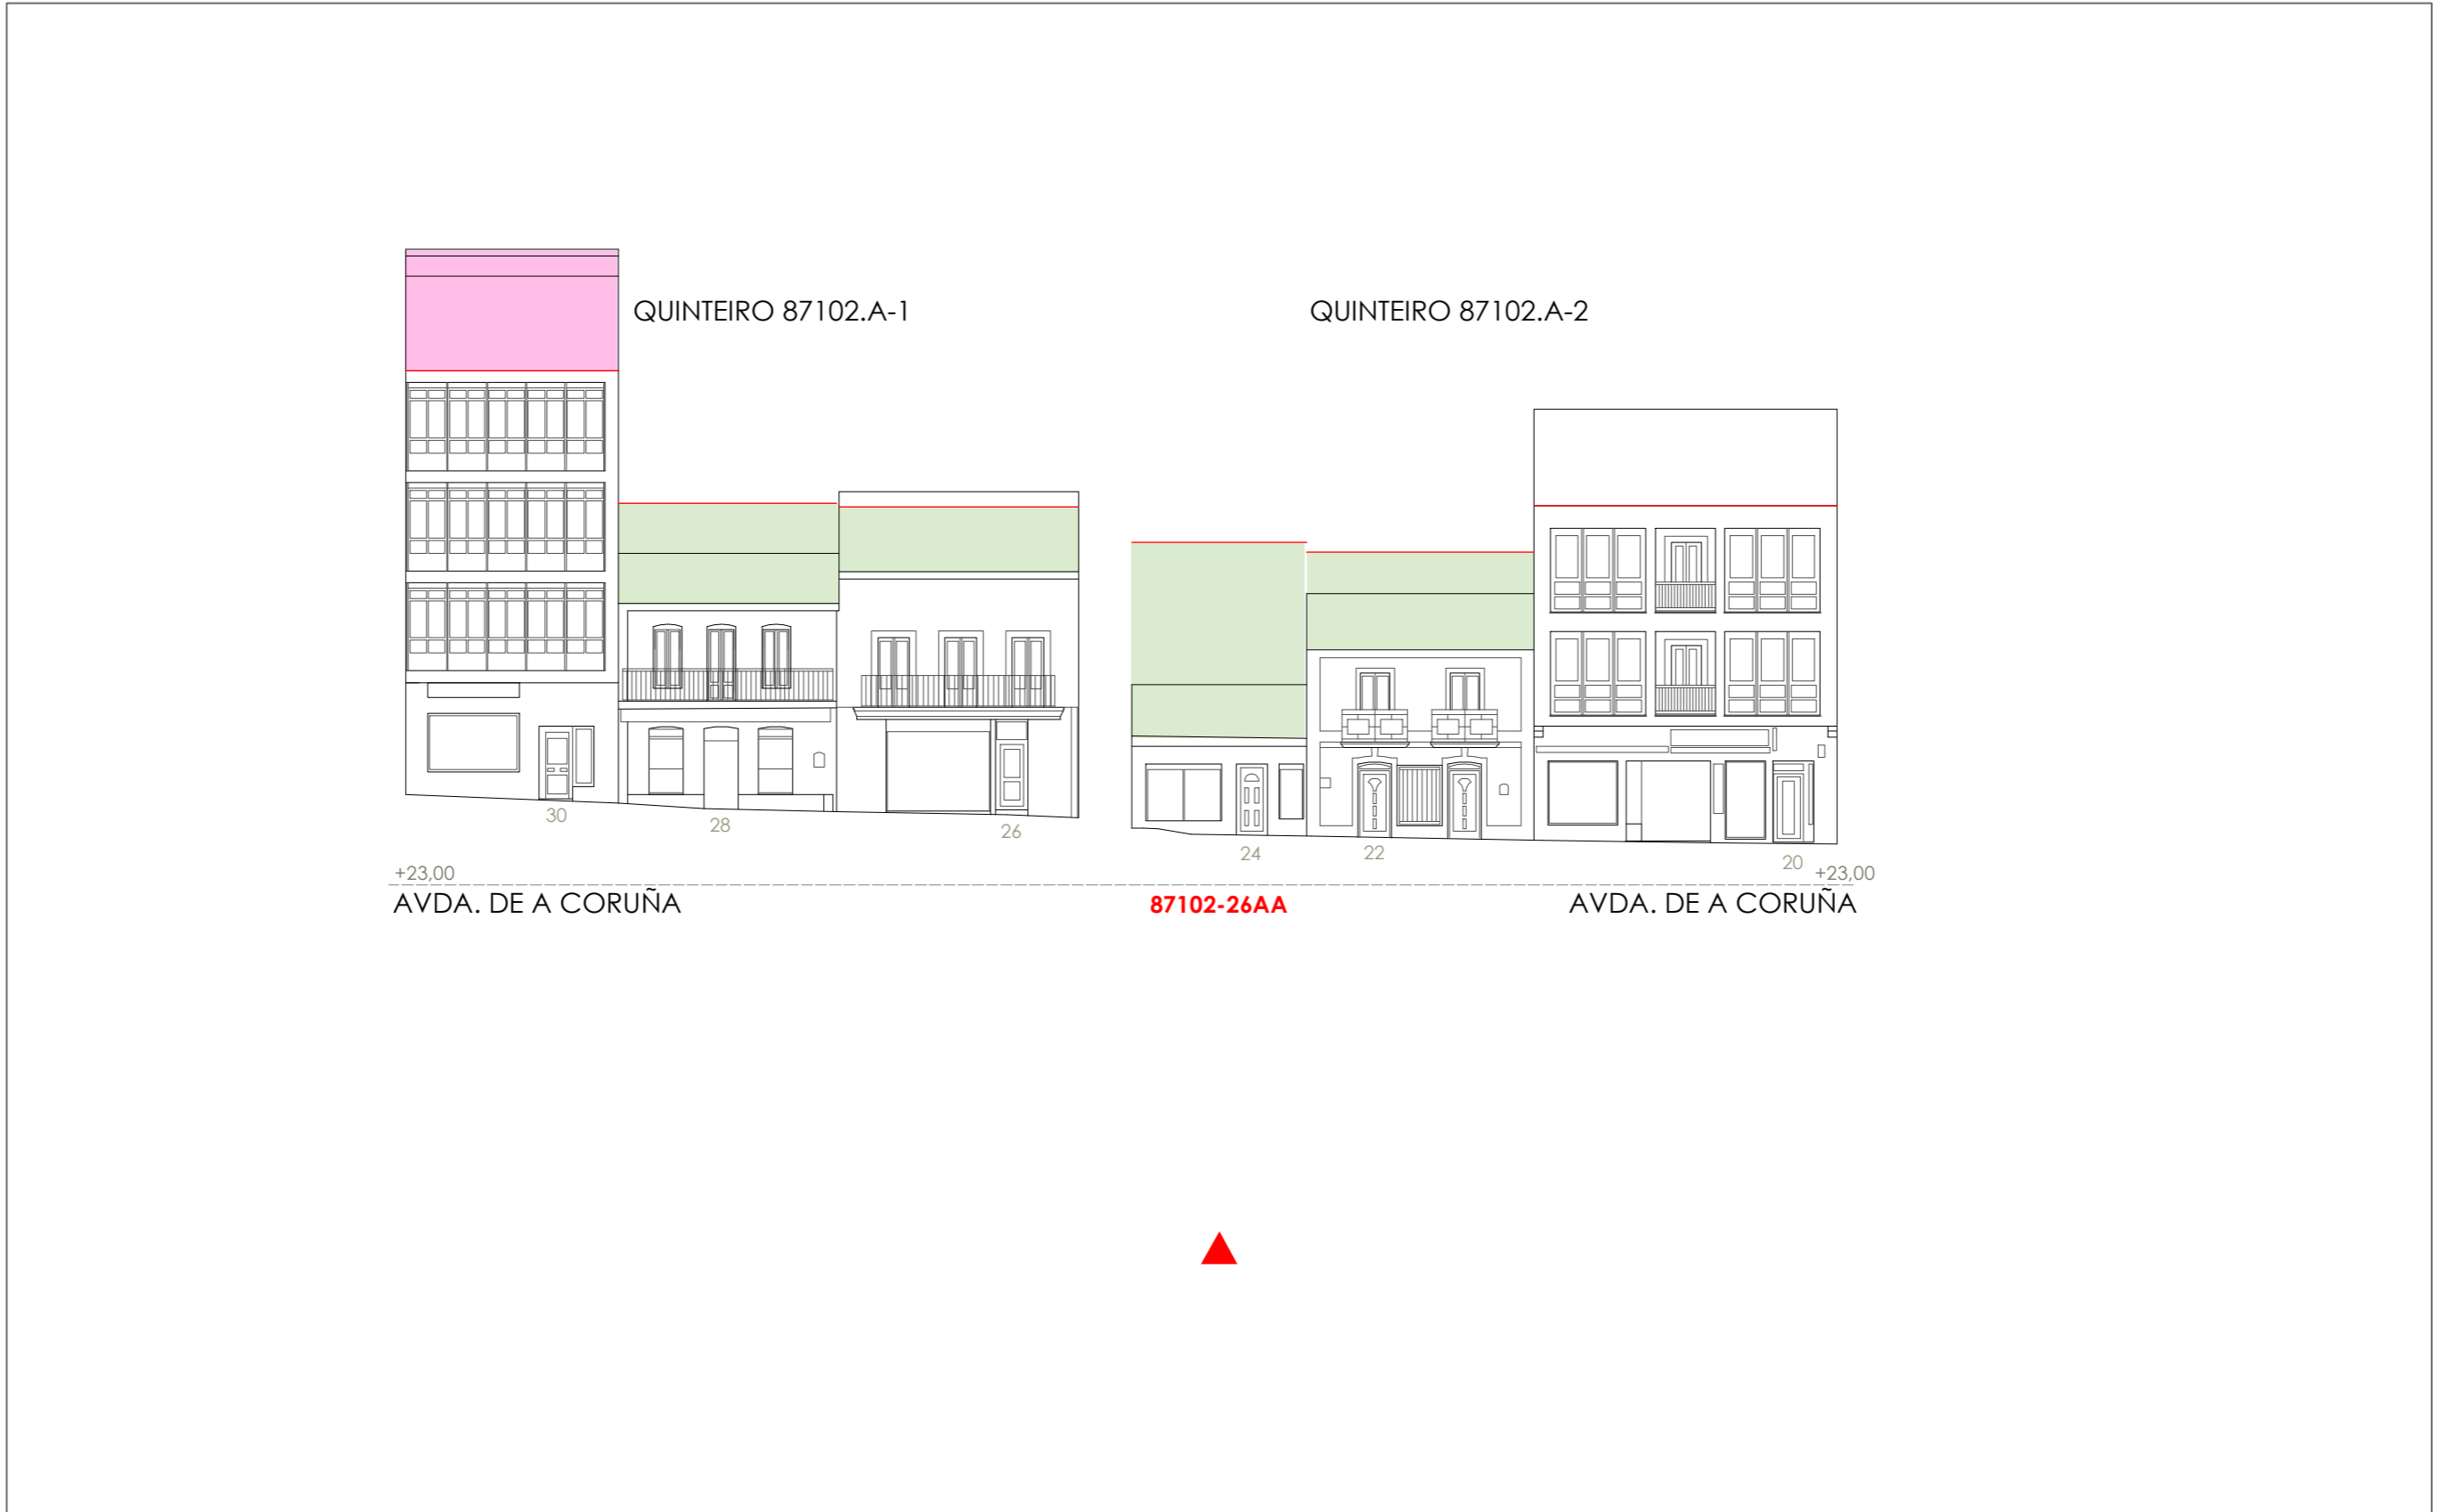 QUINTEIRO 87102.A-1
QUINTEIRO 87102.A-2
30
28
26
24
22
20
+23,00
+23,00
AVDA. DE A CORUÑA
87102-26AA
AVDA. DE A CORUÑA